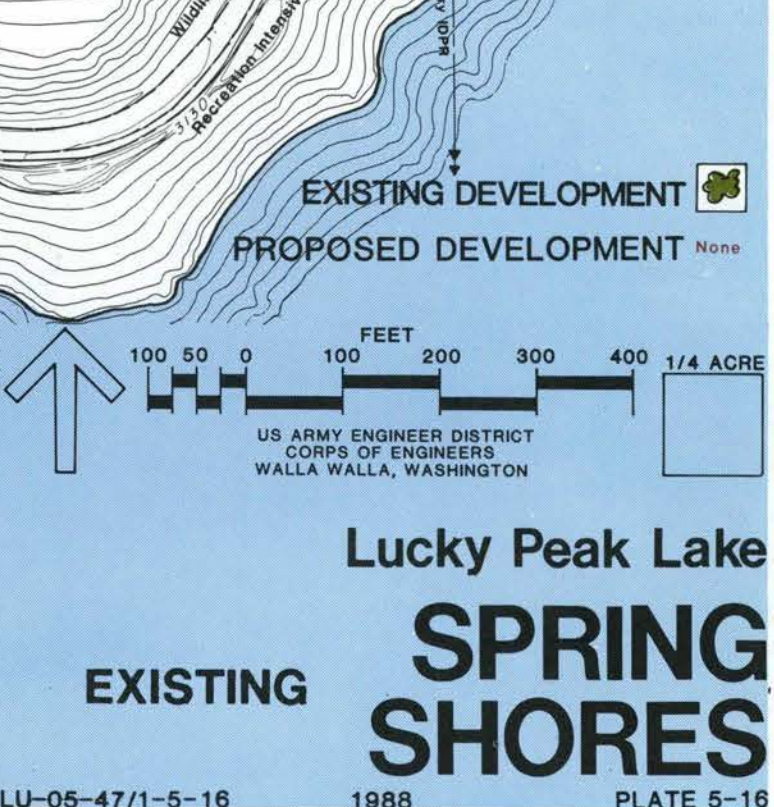 Recreation Intensiv
3130
Y IDPR
EXISTING DEVELOPMENT
PROPOSED DEVELOPMENT None
FEET
100 50 0 100 200 300 400
1/4 ACRE
US ARMY ENGINEER DISTRICT
CORPS OF ENGINEERS
WALLA WALLA, WASHINGTON
Lucky Peak Lake
SPRING
SHORES
EXISTING
LU-05-47/1-5-16 1988 PLATE 5-16